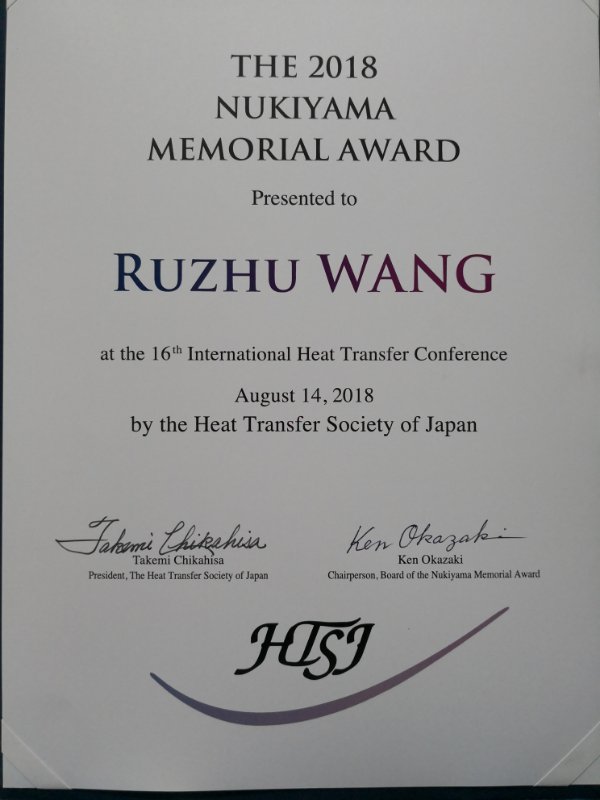 THE 2018
NUKIYAMA
MEMORIAL AWARD
Presented to
RUZHU WANG
at the 16th International Heat Transfer Conference
August 14, 2018
by the Heat Transfer Society of Japan
Takemi Chikahisa Ken Okazaki
Takemi Chikahisa Ken Okazaki
President, The Heat Transfer Society of Japan Chairperson, Board of the Nukiyama Memorial Award
HTSJ